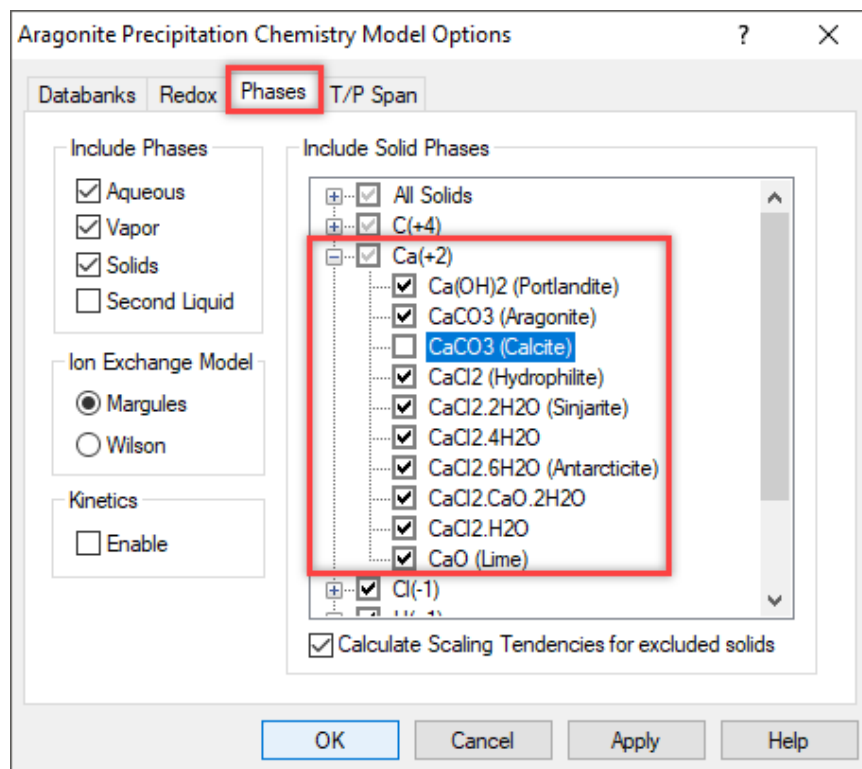 Aragonite Precipitation Chemistry Model Options ?
Databanks Redox Phases T/P Span
Include Phases
Aqueous
Vapor
Solids
Second Liquid
Ion Exchange Model
Margules
Wilson
Kinetics
Enable
Include Solid Phases
All Solids
C(+4)
Ca(+2)
Ca(OH)2 (Portlandite)
CaCO3 (Aragonite)
CaCO3 (Calcite)
CaCl2 (Hydrophilite)
CaCl2.2H2O (Sinjarite)
CaCl2.4H2O
CaCl2.6H2O (Antarcticite)
CaCl2.CaO.2H2O
CaCl2.H2O
CaO (Lime)
Cl(-1)
Calculate Scaling Tendencies for excluded solids
OK Cancel Apply Help